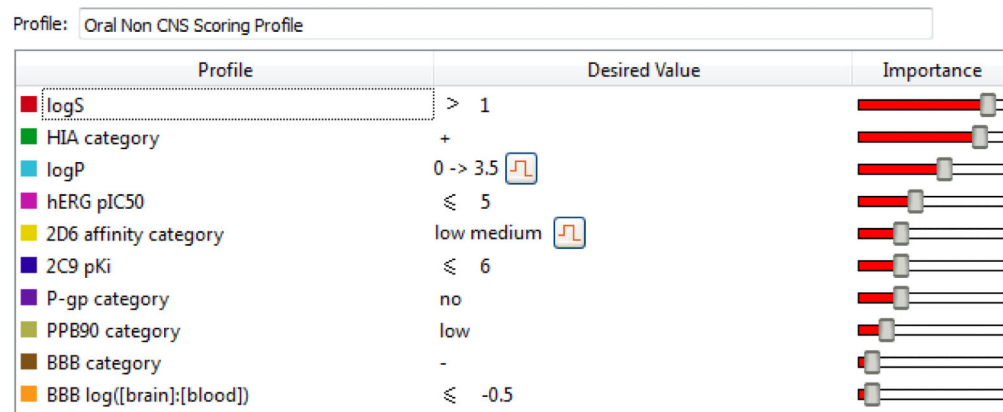 Profile: Oral Non CNS Scoring Profile
Profile Desired Value Importance
logS > 1
HIA category +
logP 0 -> 3.5
hERG pIC50 ≤ 5
2D6 affinity category low medium
2C9 pKi ≤ 6
P-gp category no
PPB90 category low
BBB category -
BBB log([brain]:[blood]) ≤ -0.5